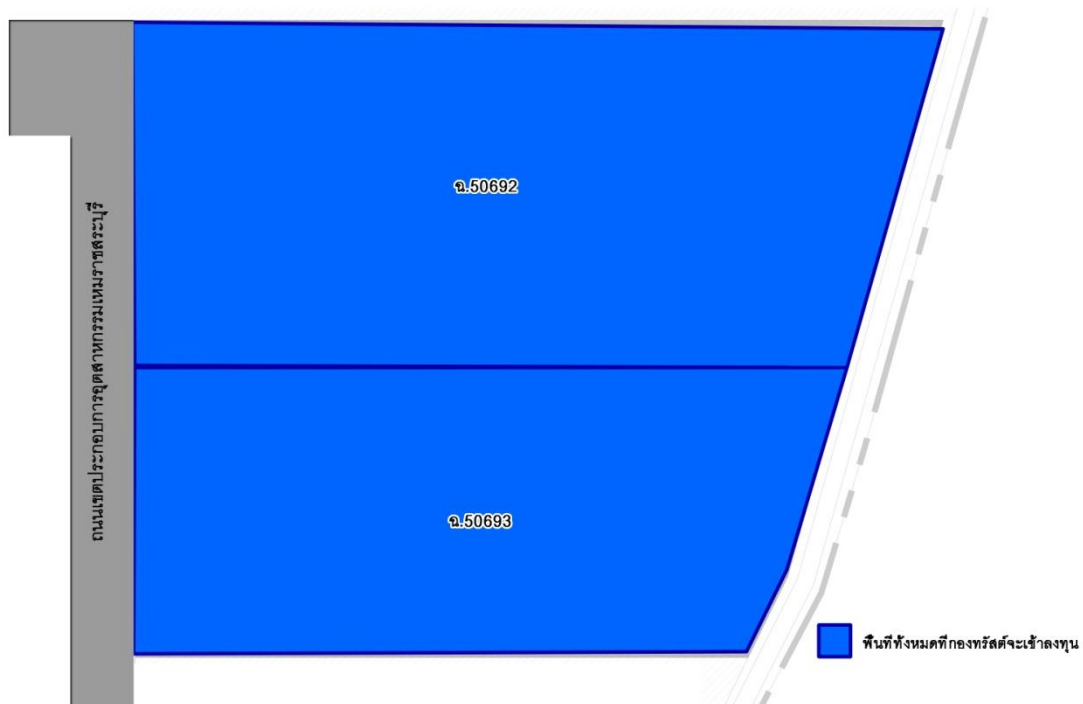 ฉ.50692
ถนนเขตประกอบการอุตสาหกรรมเหมราชสระบุรี
ฉ.50693
พื้นที่ทั้งหมดที่กองทรัสต์จะเข้าลงทุน